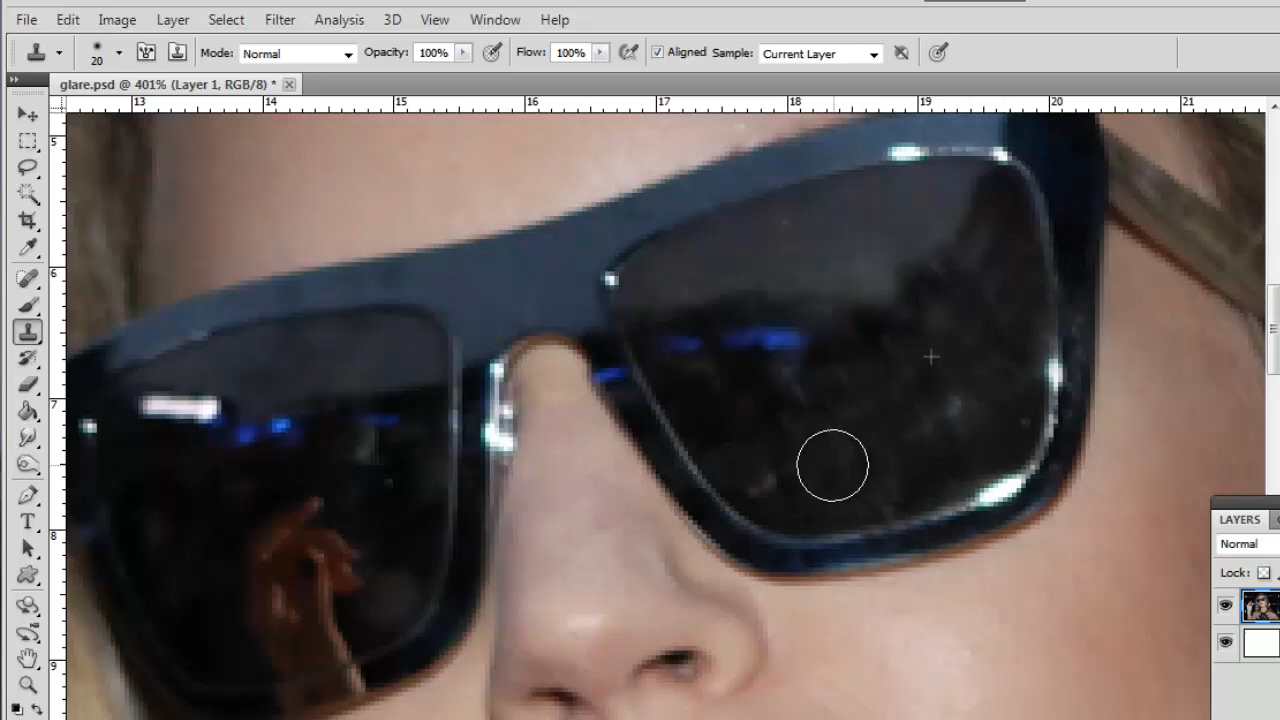 File Edit Image Layer Select Filter Analysis 3D View Window Help
20 Mode: Normal Opacity: 100% Flow: 100% Aligned Sample: Current Layer
glare.psd @ 401% (Layer 1, RGB/8) *
13 14 15 16 17 18 19 20 21
5
6
7
8
9
T
LAYERS
Normal
Lock: